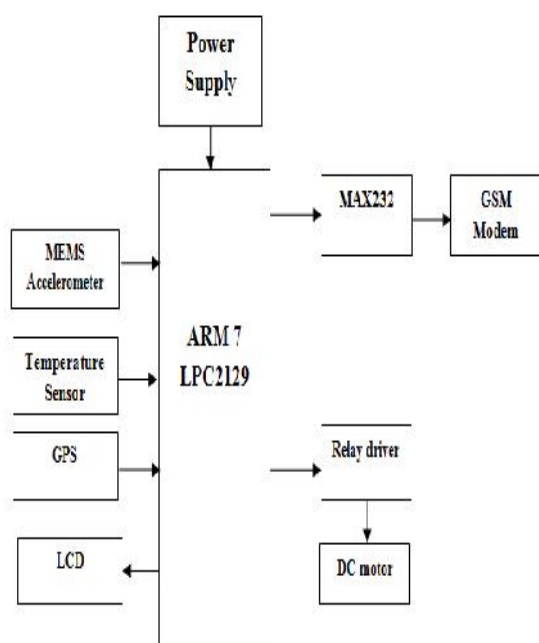 Power
Supply
MAX232
GSM
Modem
MEMS
Accelerometer
ARM 7
LPC2129
Temperature
Sensor
GPS
Relay driver
LCD
DC motor